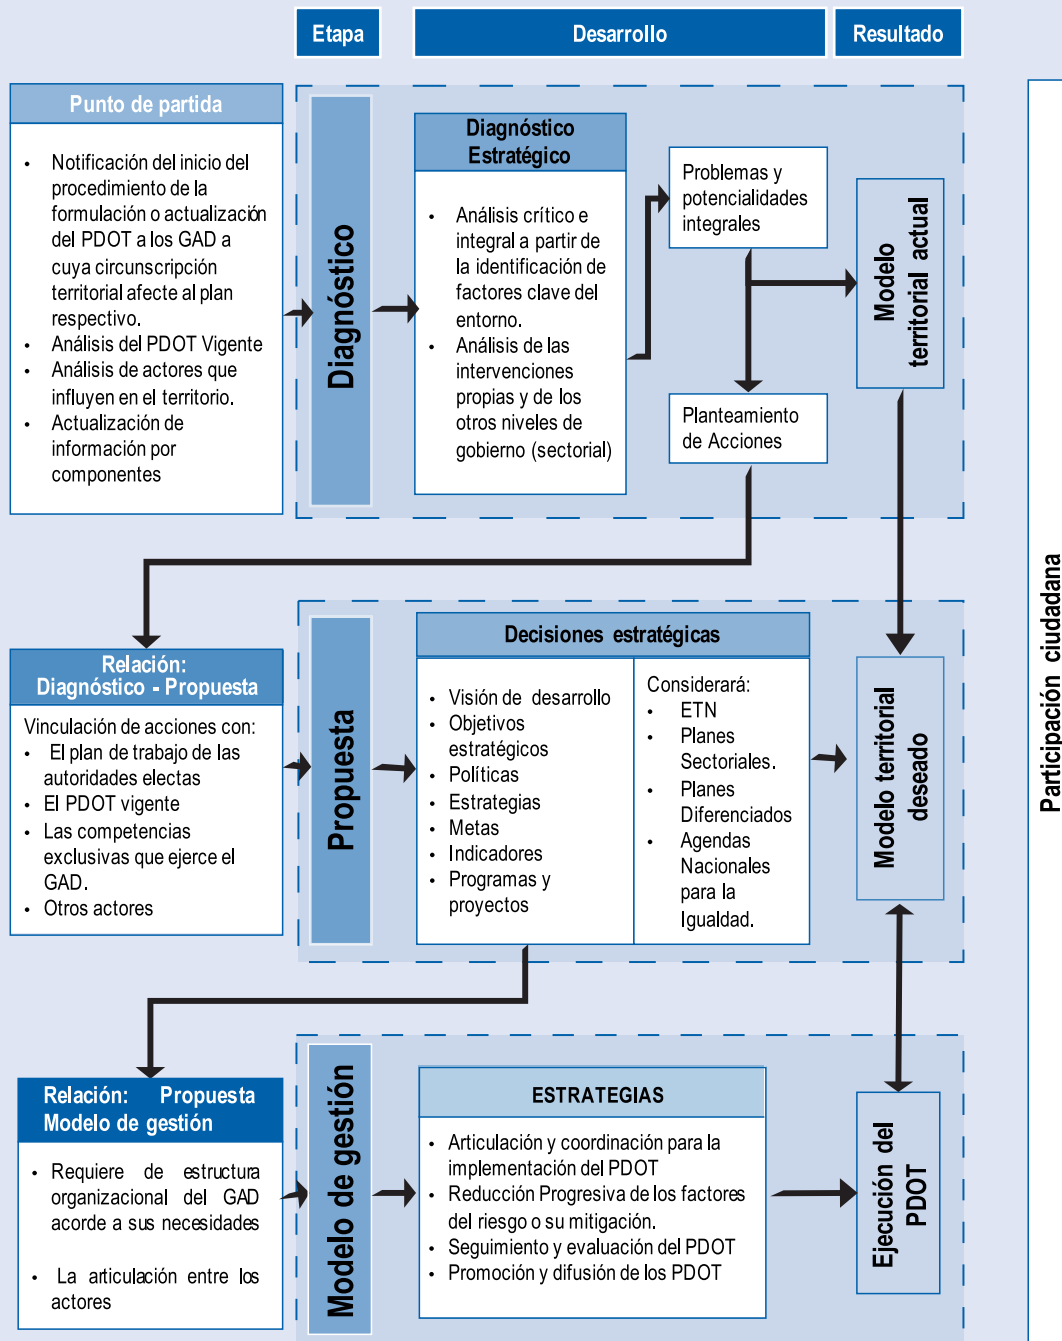 Etapa
Desarrollo
Resultado
Punto de partida
• Notificación del inicio del
procedimiento de la
formulación o actualización
del PDOT a los GAD a
cuya circunscripción
territorial afecte al plan
respectivo.
• Análisis del PDOT Vigente
• Análisis de actores que
influyen en el territorio.
• Actualización de
información por
componentes
Diagnóstico
Diagnóstico
Estratégico
• Análisis crítico e
integral a partir de
la identificación de
factores clave del
entorno.
• Análisis de las
intervenciones
propias y de los
otros niveles de
gobierno (sectorial)
Problemas y
potencialidades
integrales
Planteamiento
de Acciones
Modelo
territorial actual
Relación:
Diagnóstico - Propuesta
Vinculación de acciones con:
• El plan de trabajo de las
autoridades electas
• El PDOT vigente
• Las competencias
exclusivas que ejerce el
GAD.
• Otros actores
Propuesta
Decisiones estratégicas
• Visión de desarrollo
• Objetivos
estratégicos
• Políticas
• Estrategias
• Metas
• Indicadores
• Programas y
proyectos
Considerará:
• ETN
• Planes
Sectoriales.
• Planes
Diferenciados
• Agendas
Nacionales
para la
Igualdad.
Modelo territorial
deseado
Relación: Propuesta
Modelo de gestión
• Requiere de estructura
organizacional del GAD
acorde a sus necesidades
• La articulación entre los
actores
Modelo de gestión
ESTRATEGIAS
• Articulación y coordinación para la
implementación del PDOT
• Reducción Progresiva de los factores
del riesgo o su mitigación.
• Seguimiento y evaluación del PDOT
• Promoción y difusión de los PDOT
Ejecución del
PDOT
Participación ciudadana